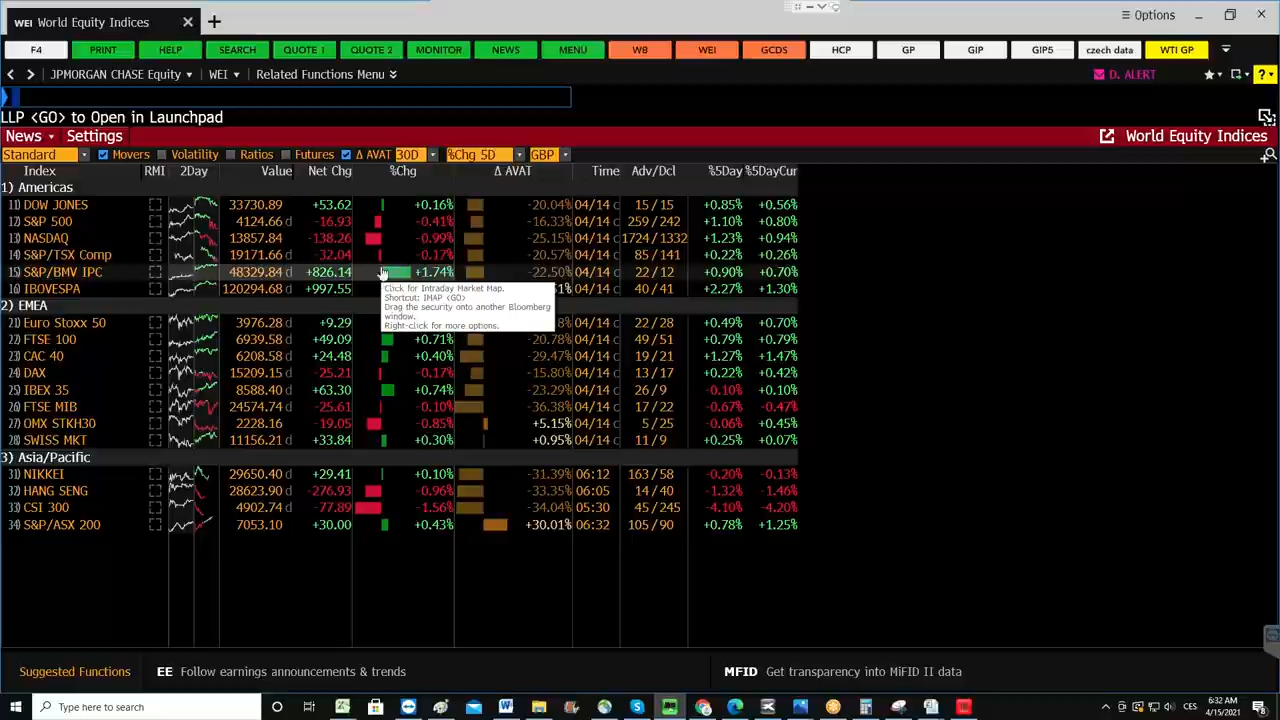 WEI World Equity Indices
Options
F4 PRINT HELP SEARCH QUOTE 1 QUOTE 2 MONITOR NEWS MENU WB WEI GCDS HCP GP GIP GIP5 czech data WTI GP
JPMORGAN CHASE Equity WEI Related Functions Menu D. ALERT
LLP <GO> to Open in Launchpad
News Settings World Equity Indices
Standard Movers Volatility Ratios Futures Δ AVAT 30D %Chg 5D GBP
Index RMI 2Day Value Net Chg %Chg Δ AVAT Time Adv/Dcl %5Day %5DayCur
1) Americas
11) DOW JONES 33730.89 +53.62 +0.16% -20.04% 04/14 c 15/15 +0.85% +0.56%
12) S&P 500 4124.66 d -16.93 -0.41% -16.33% 04/14 c 259/242 +1.10% +0.80%
13) NASDAQ 13857.84 d -138.26 -0.99% -25.15% 04/14 c 1724/1332 +1.23% +0.94%
14) S&P/TSX Comp 19171.66 d -32.04 -0.17% -20.57% 04/14 c 85/141 +0.22% +0.26%
15) S&P/BMV IPC 48329.84 d +826.14 +1.74% -22.50% 04/14 c 22/12 +0.90% +0.70%
16) IBOVESPA 120294.68 d +997.55 1% 04/14 c 40/41 +2.27% +1.30%
Click for Intraday Market Map.
Shortcut: IMAP <GO>
Drag the security onto another Bloomberg
window.
Right-click for more options.
2) EMEA
21) Euro Stoxx 50 3976.28 d +9.29 8% 04/14 c 22/28 +0.49% +0.70%
22) FTSE 100 6939.58 d +49.09 +0.71% -20.78% 04/14 c 49/51 +0.79% +0.79%
23) CAC 40 6208.58 d +24.48 +0.40% -29.47% 04/14 c 19/21 +1.27% +1.47%
24) DAX 15209.15 d -25.21 -0.17% -15.80% 04/14 c 13/17 +0.22% +0.42%
25) IBEX 35 8588.40 d +63.30 +0.74% -23.29% 04/14 c 26/9 -0.10% +0.10%
26) FTSE MIB 24574.74 d -25.61 -0.10% -36.38% 04/14 c 17/22 -0.67% -0.47%
27) OMX STKH30 2228.16 d -19.05 -0.85% +5.15% 04/14 c 5/25 -0.06% +0.45%
28) SWISS MKT 11156.21 d +33.84 +0.30% +0.95% 04/14 c 11/9 +0.25% +0.07%
3) Asia/Pacific
31) NIKKEI 29650.40 d +29.41 +0.10% -31.39% 06:12 163/58 -0.20% -0.13%
32) HANG SENG 28623.90 d -276.93 -0.96% -33.35% 06:05 14/40 -1.32% -1.46%
33) CSI 300 4902.74 d -77.89 -1.56% -34.04% 05:30 45/245 -4.10% -4.20%
34) S&P/ASX 200 7053.10 +30.00 +0.43% +30.01% 06:32 105/90 +0.78% +1.25%
Suggested Functions EE Follow earnings announcements & trends MFID Get transparency into MiFID II data
Type here to search CES 6:32 AM
4/15/2021